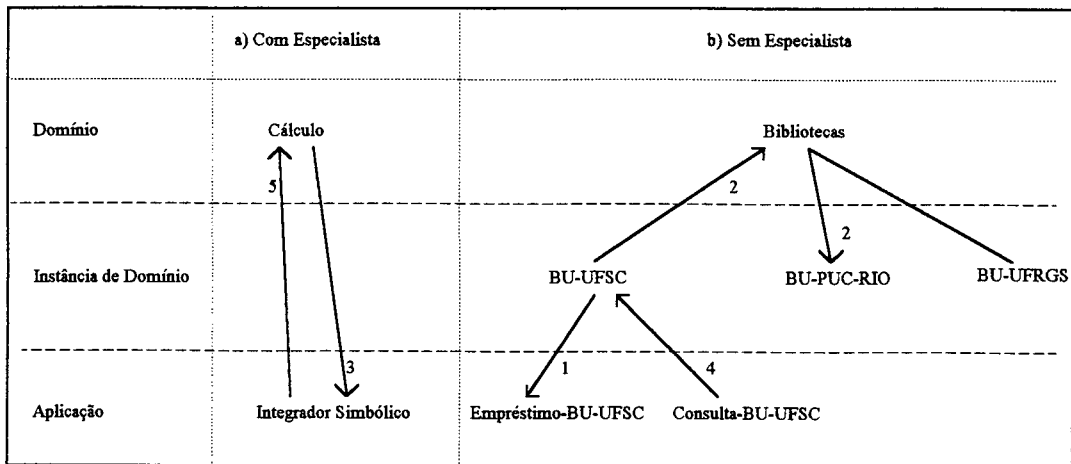 a) Com Especialista b) Sem Especialista
Domínio Cálculo Bibliotecas
5 2 2
Instância de Domínio BU-UFSC BU-PUC-RIO BU-UFRGS
3 1 4
Aplicação Integrador Simbólico Empréstimo-BU-UFSC Consulta-BU-UFSC